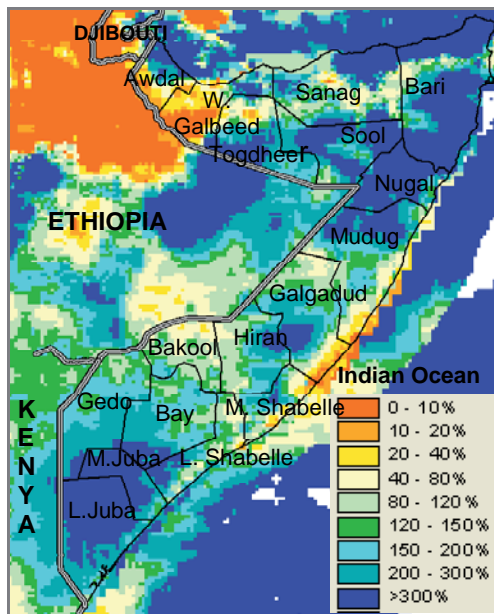 DJIBOUTI
Awdal
W.
Galbeed
Sanag
Bari
Togdheer
Sool
Nugal
ETHIOPIA
Mudug
Galgadud
Hiran
Bakool
Indian Ocean
Gedo
Bay
M. Shabelle
KENYA
M.Juba
L. Shabelle
L.Juba
0 - 10%
10 - 20%
20 - 40%
40 - 80%
80 - 120%
120 - 150%
150 - 200%
200 - 300%
>300%